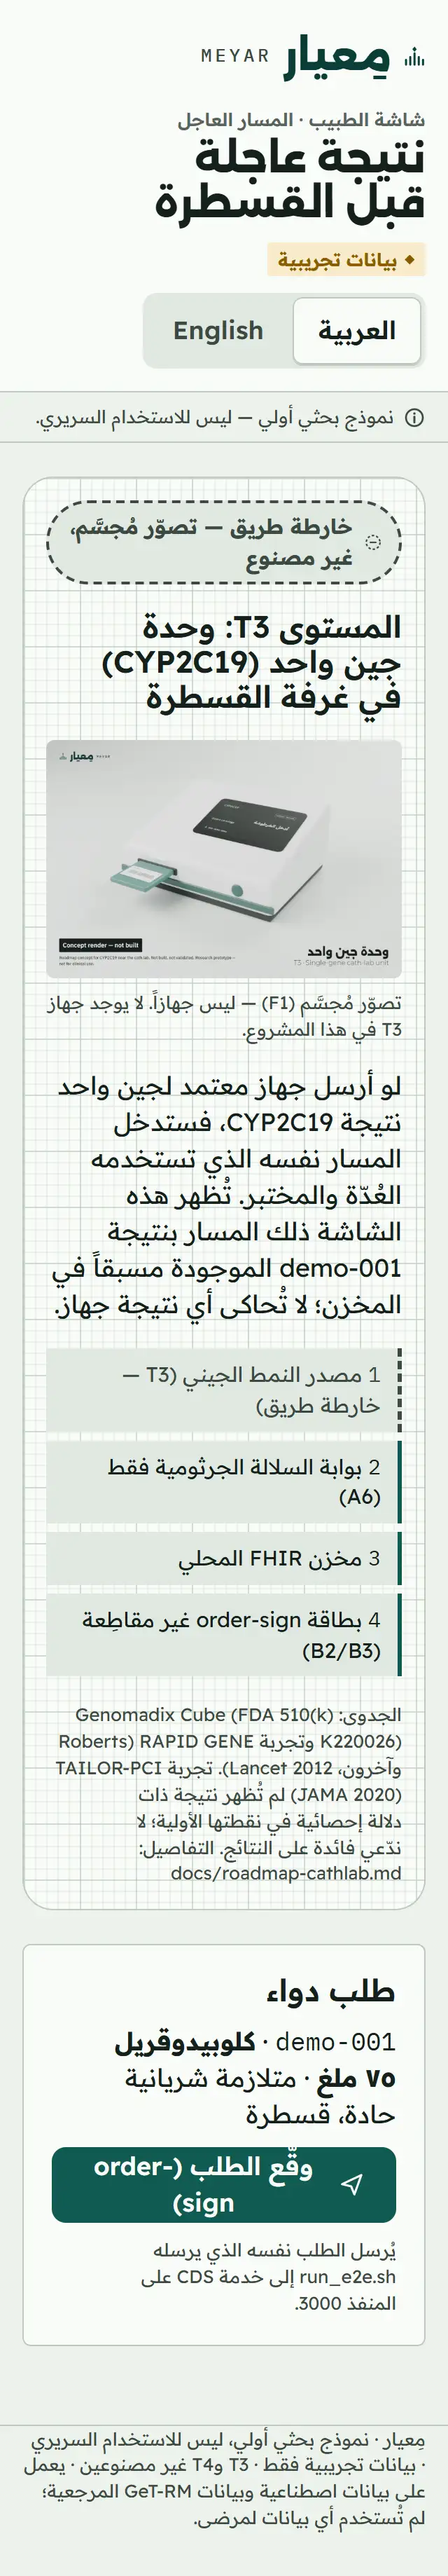 مِعيار MEYAR
شاشة الطبيب · المسار العاجل
نتيجة عاجلة
قبل القسطرة
◆ بيانات تجريبية
العربية English
نموذج بحثي أولي — ليس للاستخدام السريري.
خارطة طريق — تصوّر مُجسَّم،
غير مصنوع
المستوى T3: وحدة
جين واحد (CYP2C19)
في غرفة القسطرة
مِعيار MEYAR
Concept render — not built
وحدة جين واحد
T3 · Single gene cath-lab unit
تصوّر مُجسَّم (F1) — ليس جهازاً. لا يوجد جهاز
T3 في هذا المشروع.
لو أرسل جهاز معتمد لجين واحد
نتيجة CYP2C19، فستدخل
المسار نفسه الذي تستخدمه
العُدّة والمختبر. تُظهر هذه
الشاشة ذلك المسار بنتيجة
demo-001 الموجودة مسبقاً في
المخزن؛ لا تُحاكى أي نتيجة جهاز.
1 مصدر النمط الجيني (T3 —
خارطة طريق)
2 بوابة السلالة الجرثومية فقط
(A6)
3 مخزن FHIR المحلي
4 بطاقة order-sign غير مقاطِعة
(B2/B3)
الجدوى: Genomadix Cube (FDA 510(k)
K220026) وتجربة RAPID GENE (Roberts
وآخرون، Lancet 2012). تجربة TAILOR-PCI
(JAMA 2020) لم تُظهر نتيجة ذات
دلالة إحصائية في نقطتها الأولية؛ لا
ندّعي فائدة على النتائج. التفاصيل:
docs/roadmap-cathlab.md
طلب دواء
demo-001 · كلوبيدوقريل
٧٥ ملغ · متلازمة شريانية
حادة، قسطرة
وقّع الطلب (order-
sign)
يُرسل الطلب نفسه الذي يرسله
run_e2e.sh إلى خدمة CDS على
المنفذ 3000.
مِعيار · نموذج بحثي أولي، ليس للاستخدام السريري
· بيانات تجريبية فقط · T3 وT4 غير مصنوعين · يعمل
على بيانات اصطناعية وبيانات GeT-RM المرجعية؛
لم تُستخدم أي بيانات لمرضى.